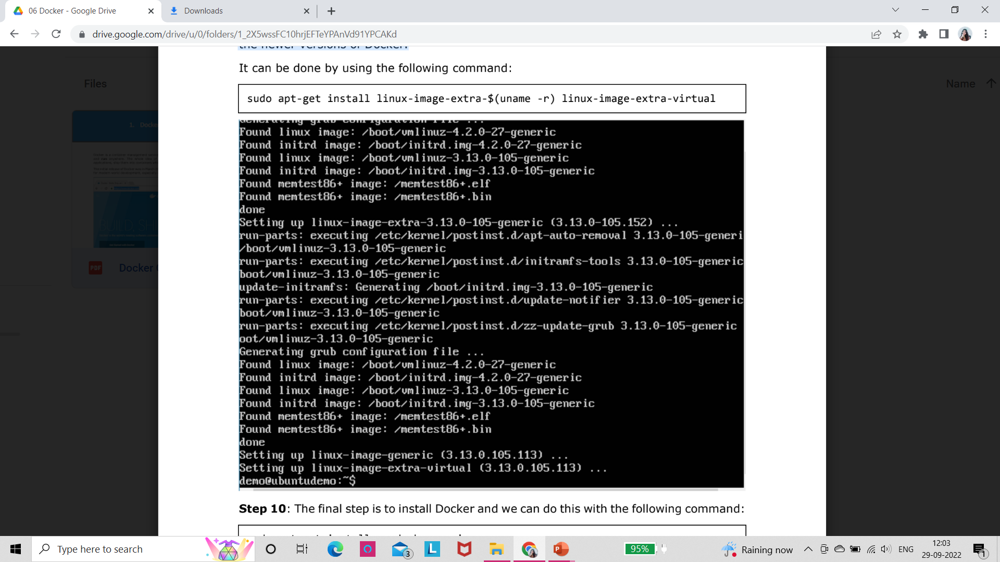 06 Docker - Google Drive
Downloads
drive.google.com/drive/u/0/folders/1_2X5wssFC10hrjEFTeYPAnVd91YPCAKd
the newer versions of Docker.
It can be done by using the following command:
Files
Name
sudo apt-get install linux-image-extra-$(uname -r) linux-image-extra-virtual
Generating grub configuration file ...
Found linux image: /boot/vmlinuz-4.2.0-27-generic
Found initrd image: /boot/initrd.img-4.2.0-27-generic
Found linux image: /boot/vmlinuz-3.13.0-105-generic
Found initrd image: /boot/initrd.img-3.13.0-105-generic
Found memtest86+ image: /memtest86+.elf
Found memtest86+ image: /memtest86+.bin
done
Setting up linux-image-extra-3.13.0-105-generic (3.13.0-105.152) ...
run-parts: executing /etc/kernel/postinst.d/apt-auto-removal 3.13.0-105-generi
/boot/vmlinuz-3.13.0-105-generic
run-parts: executing /etc/kernel/postinst.d/initramfs-tools 3.13.0-105-generic
boot/vmlinuz-3.13.0-105-generic
update-initramfs: Generating /boot/initrd.img-3.13.0-105-generic
run-parts: executing /etc/kernel/postinst.d/update-notifier 3.13.0-105-generic
boot/vmlinuz-3.13.0-105-generic
run-parts: executing /etc/kernel/postinst.d/zz-update-grub 3.13.0-105-generic
oot/vmlinuz-3.13.0-105-generic
Generating grub configuration file ...
Found linux image: /boot/vmlinuz-4.2.0-27-generic
Found initrd image: /boot/initrd.img-4.2.0-27-generic
Found linux image: /boot/vmlinuz-3.13.0-105-generic
Found initrd image: /boot/initrd.img-3.13.0-105-generic
Found memtest86+ image: /memtest86+.elf
Found memtest86+ image: /memtest86+.bin
done
Setting up linux-image-generic (3.13.0.105.113) ...
Setting up linux-image-extra-virtual (3.13.0.105.113) ...
demo@ubuntudemo:~$
1. Docke
BUILD, SH
PDF
Docker
Step 10: The final step is to install Docker and we can do this with the following command:
Type here to search
3
L
P
95%
Raining now
ENG
12:03
29-09-2022
1